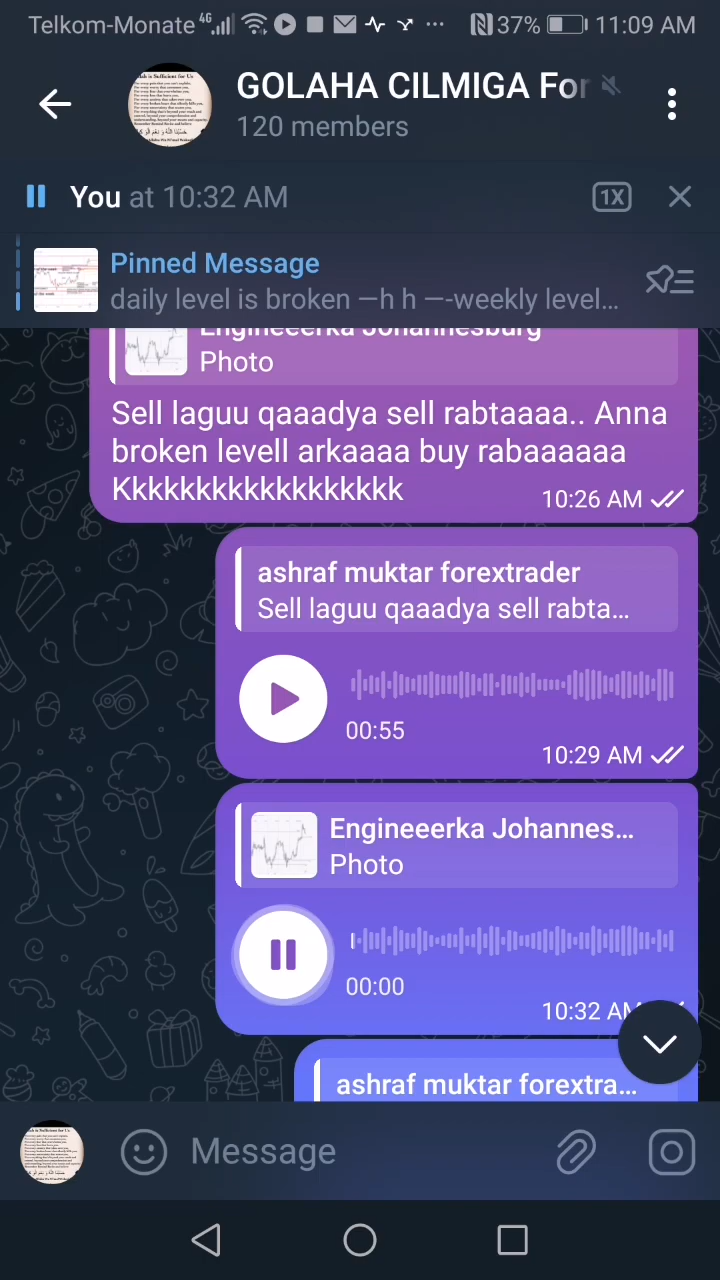 Telkom-Monate 4G 37% 11:09 AM
GOLAHA CILMIGA For
120 members
You at 10:32 AM 1X
Pinned Message
daily level is broken —h h —-weekly level...
Engineeerka Johannesburg
Photo
Sell laguu qaaadya sell rabtaaaa.. Anna
broken levell arkaaaa buy rabaaaaaa
Kkkkkkkkkkkkkkkkkk
10:26 AM
ashraf muktar forextrader
Sell laguu qaaadya sell rabta...
00:55
10:29 AM
Engineeerka Johannes...
Photo
00:00
10:32 AM
ashraf muktar forextra...
Message